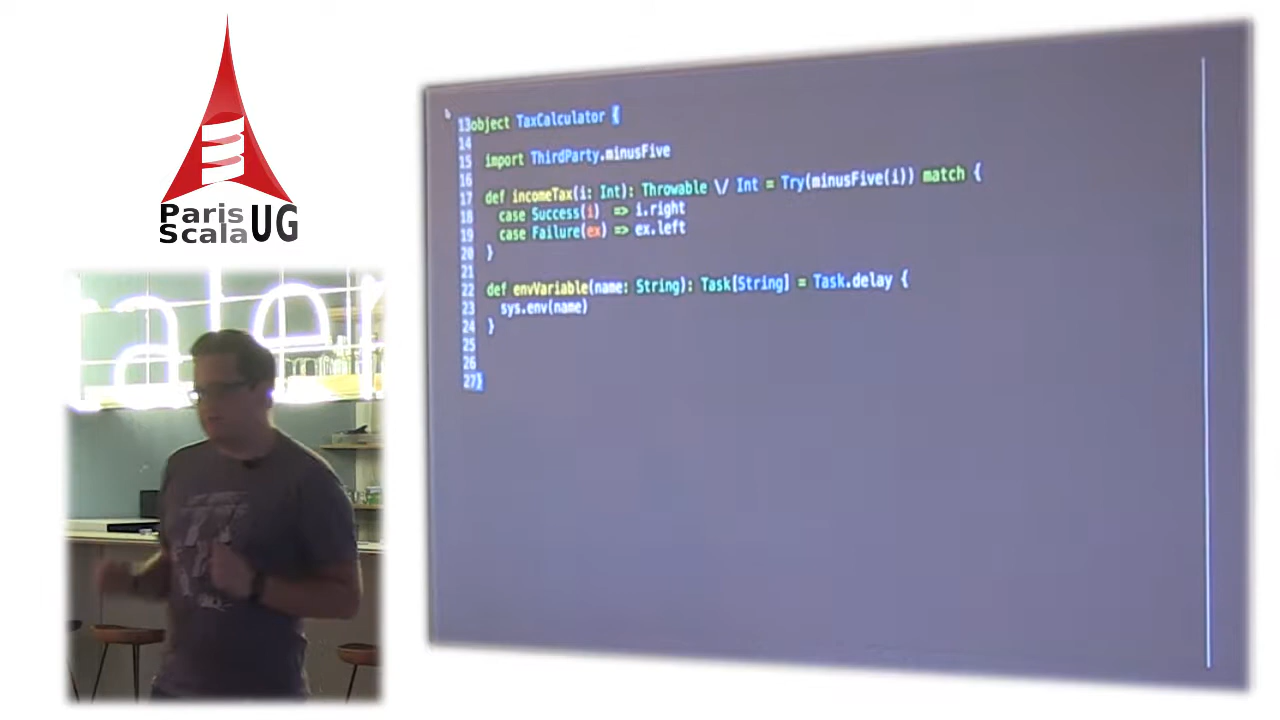 Paris
Scala UG
13object TaxCalculator {
14
15  import ThirdParty.minusFive
16
17  def incomeTax(i: Int): Throwable \/ Int = Try(minusFive(i)) match {
18    case Success(i)  => i.right
19    case Failure(ex) => ex.left
20  }
21
22  def envVariable(name: String): Task[String] = Task.delay {
23    sys.env(name)
24  }
25
26
27}